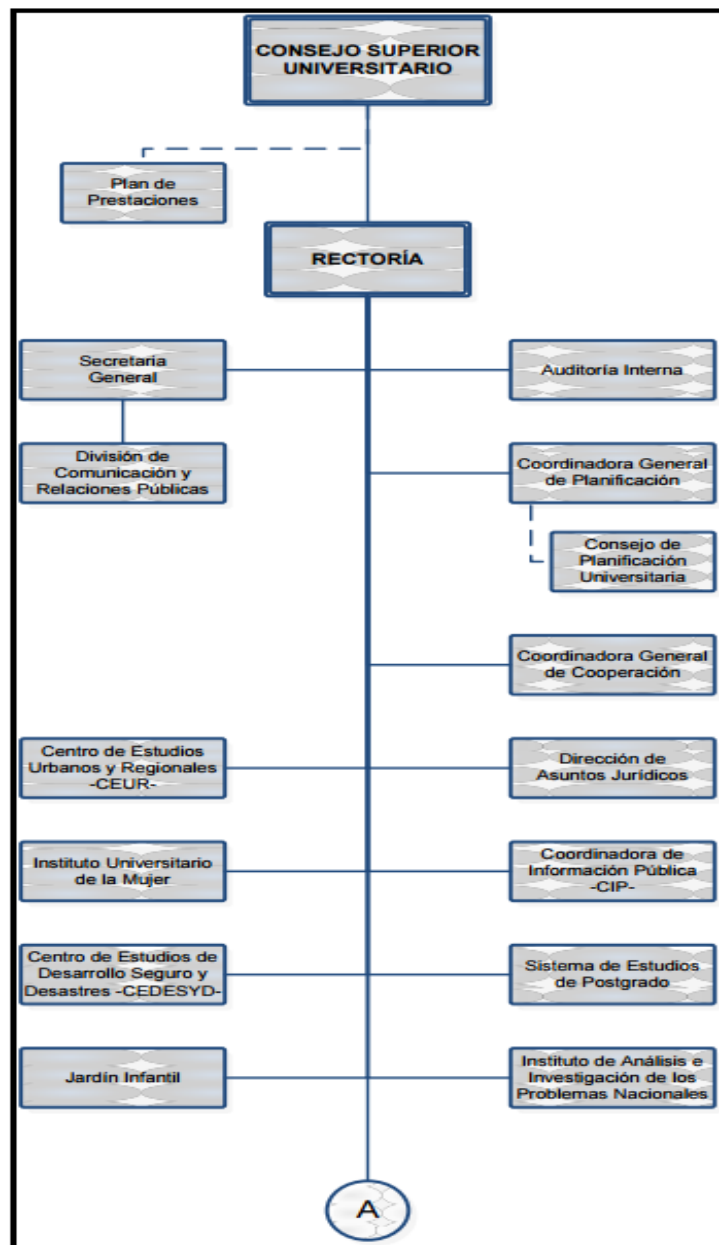 CONSEJO SUPERIOR
UNIVERSITARIO
Plan de
Prestaciones
RECTORÍA
Secretaria
General
Auditoría Interna
División de
Comunicación y
Relaciones Públicas
Coordinadora General
de Planificación
Consejo de
Planificación
Universitaria
Coordinadora General
de Cooperación
Centro de Estudios
Urbanos y Regionales
-CEUR-
Dirección de
Asuntos Jurídicos
Instituto Universitario
de la Mujer
Coordinadora de
Información Pública
-CIP-
Centro de Estudios de
Desarrollo Seguro y
Desastres -CEDESYD-
Sistema de Estudios
de Postgrado
Jardín Infantil
Instituto de Análisis e
Investigación de los
Problemas Nacionales
A